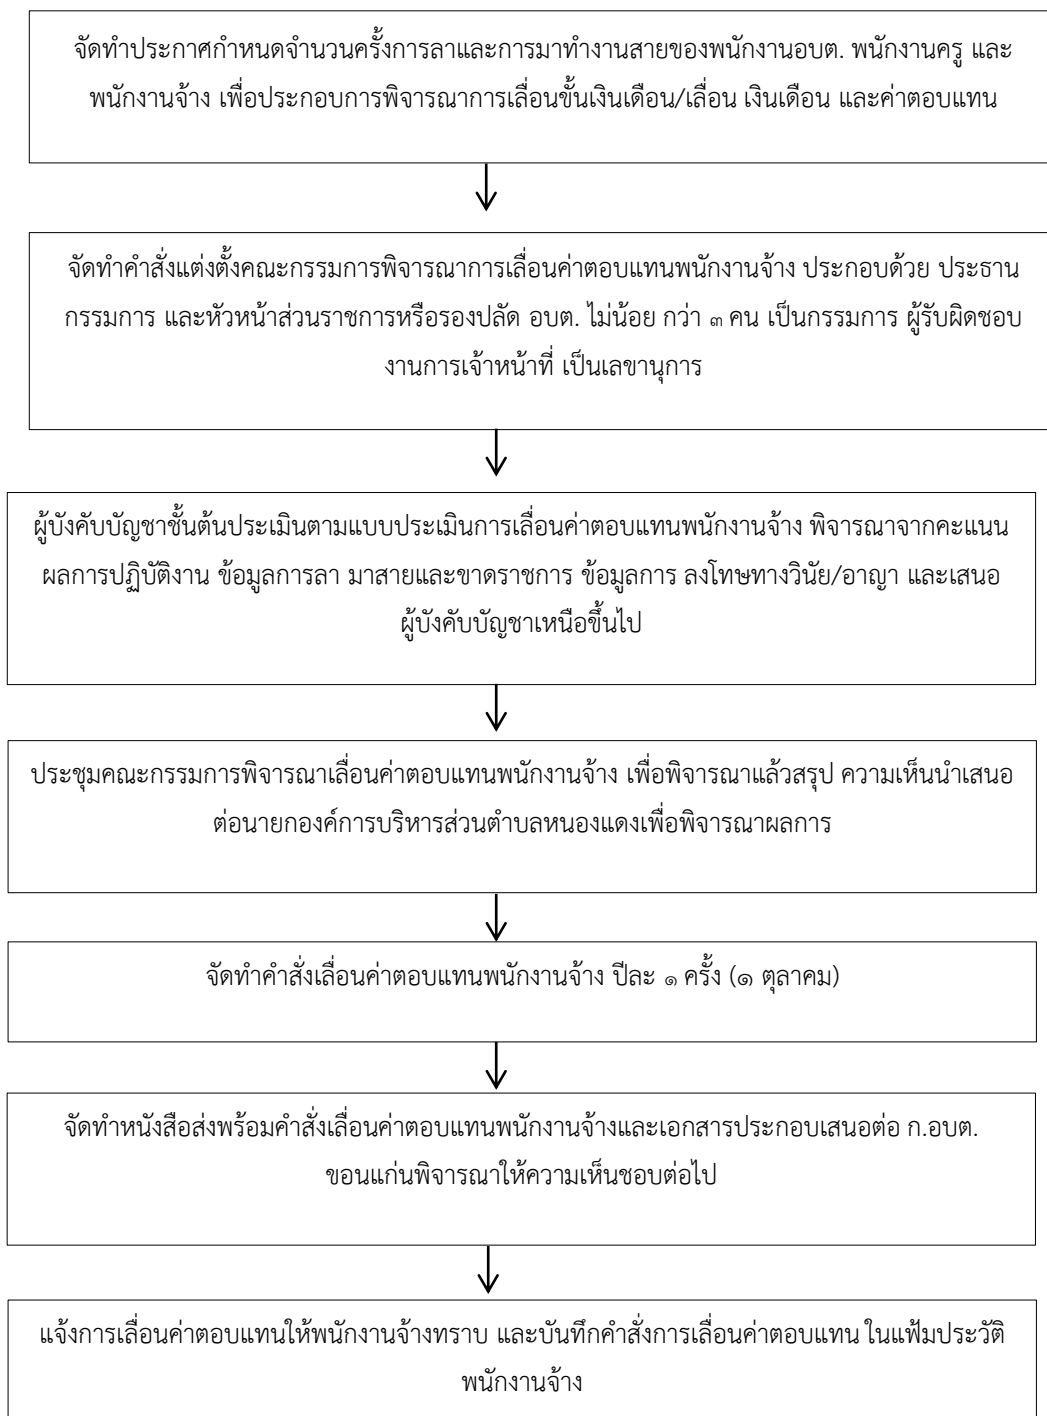 จัดทำประกาศกำหนดจำนวนครั้งการลาและการมาทำงานสายของพนักงานอบต. พนักงานครู และ
พนักงานจ้าง เพื่อประกอบการพิจารณาการเลื่อนขั้นเงินเดือน/เลื่อน เงินเดือน และค่าตอบแทน
จัดทำคำสั่งแต่งตั้งคณะกรรมการพิจารณาการเลื่อนค่าตอบแทนพนักงานจ้าง ประกอบด้วย ประธาน
กรรมการ และหัวหน้าส่วนราชการหรือรองปลัด อบต. ไม่น้อย กว่า ๓ คน เป็นกรรมการ ผู้รับผิดชอบ
งานการเจ้าหน้าที่ เป็นเลขานุการ
ผู้บังคับบัญชาชั้นต้นประเมินตามแบบประเมินการเลื่อนค่าตอบแทนพนักงานจ้าง พิจารณาจากคะแนน
ผลการปฏิบัติงาน ข้อมูลการลา มาสายและขาดราชการ ข้อมูลการ ลงโทษทางวินัย/อาญา และเสนอ
ผู้บังคับบัญชาเหนือขึ้นไป
ประชุมคณะกรรมการพิจารณาเลื่อนค่าตอบแทนพนักงานจ้าง เพื่อพิจารณาแล้วสรุป ความเห็นนำเสนอ
ต่อนายกองค์การบริหารส่วนตำบลหนองแดงเพื่อพิจารณาผลการ
จัดทำคำสั่งเลื่อนค่าตอบแทนพนักงานจ้าง ปีละ ๑ ครั้ง (๑ ตุลาคม)
จัดทำหนังสือส่งพร้อมคำสั่งเลื่อนค่าตอบแทนพนักงานจ้างและเอกสารประกอบเสนอต่อ ก.อบต.
ขอนแก่นพิจารณาให้ความเห็นชอบต่อไป
แจ้งการเลื่อนค่าตอบแทนให้พนักงานจ้างทราบ และบันทึกคำสั่งการเลื่อนค่าตอบแทน ในแฟ้มประวัติ
พนักงานจ้าง